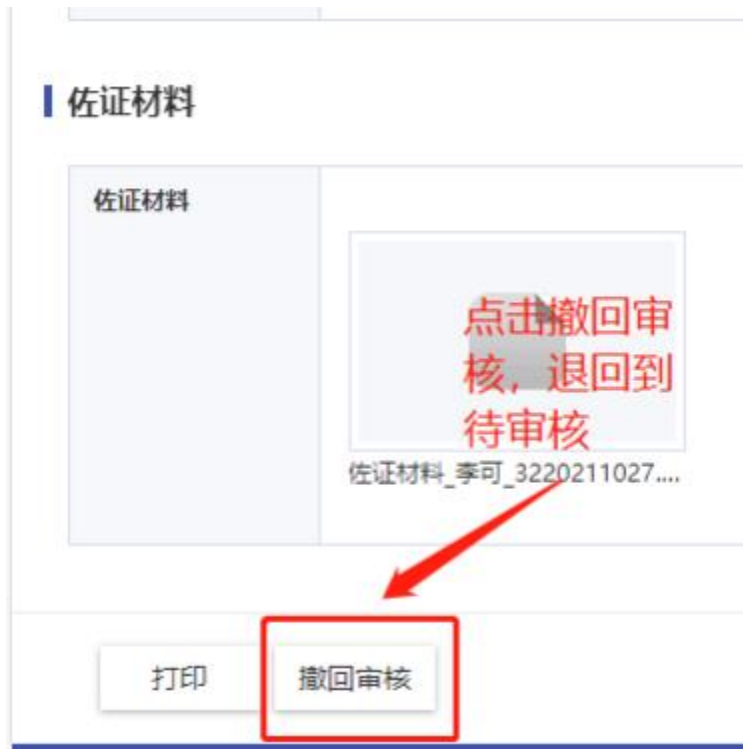 佐证材料
佐证材料
点击撤回审
核，退回到
待审核
佐证材料_李可_3220211027....
打印
撤回审核